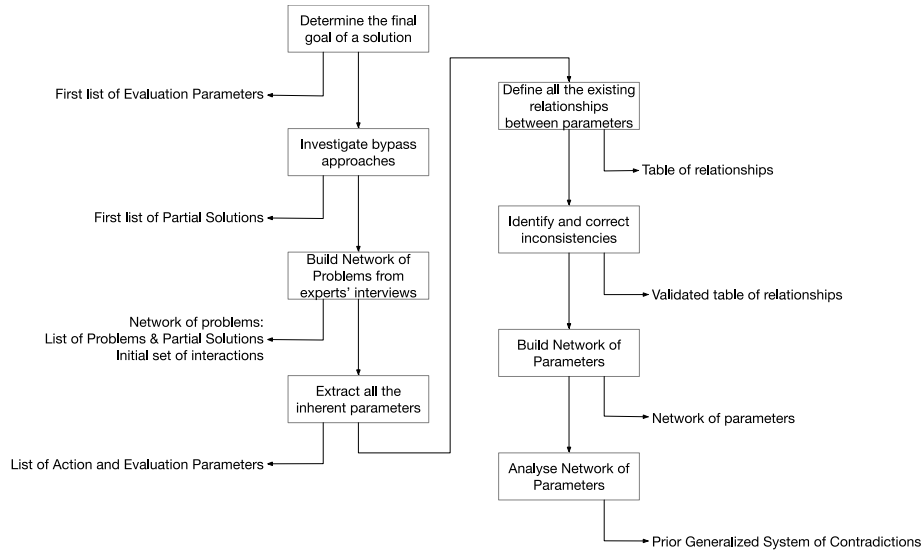 Determine the final
goal of a solution
First list of Evaluation Parameters
Investigate bypass
approaches
First list of Partial Solutions
Build Network of
Problems from
experts' interviews
Network of problems:
List of Problems & Partial Solutions
Initial set of interactions
Extract all the
inherent parameters
List of Action and Evaluation Parameters
Define all the existing
relationships
between parameters
Table of relationships
Identify and correct
inconsistencies
Validated table of relationships
Build Network of
Parameters
Network of parameters
Analyse Network of
Parameters
Prior Generalized System of Contradictions